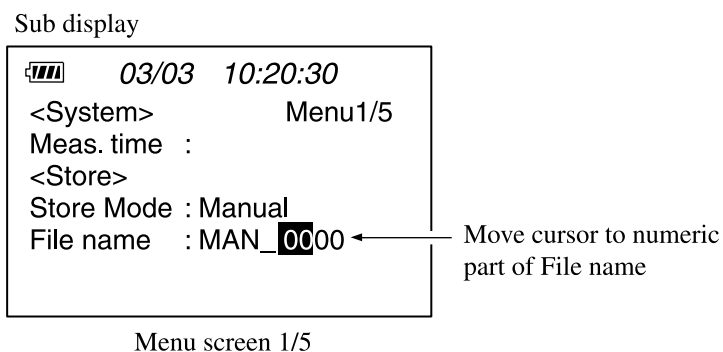 Sub display
03/03 10:20:30
<System> Menu1/5
Meas. time :
<Store>
Store Mode : Manual
File name : MAN_0000
Move cursor to numeric
part of File name
Menu screen 1/5